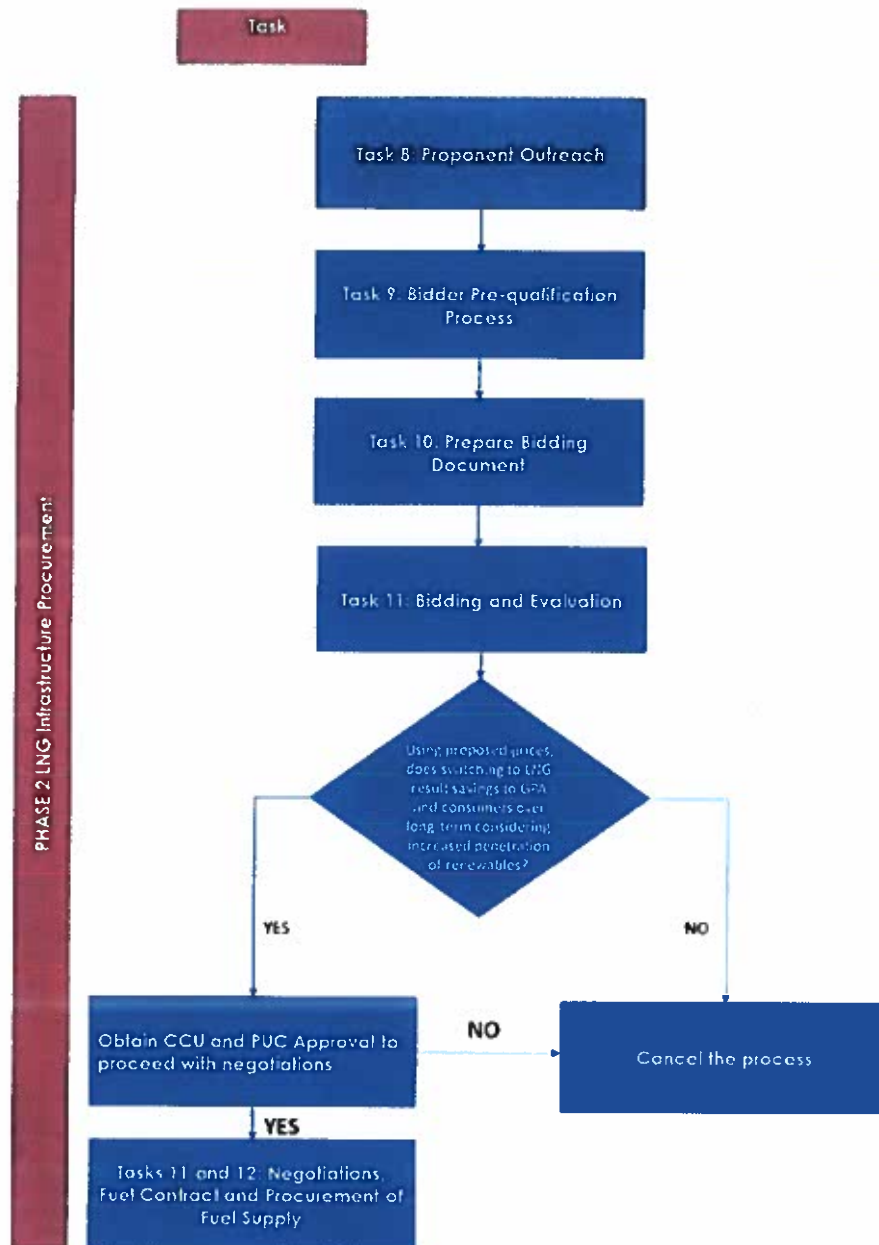 Task
PHASE 2 LNG Infrastructure Procurement
Task 8: Proponent Outreach
Task 9: Bidder Pre-qualification
Process
Task 10. Prepare Bidding
Document
Task 11: Bidding and Evaluation
Using proposed prices,
does switching to LNG
result savings to GPA
and consumers over
long-term considering
increased penetration
of renewables?
YES
NO
Obtain CCU and PUC Approval to
proceed with negotiations
NO
Cancel the process
YES
Tasks 11 and 12: Negotiations,
Fuel Contract and Procurement of
Fuel Supply